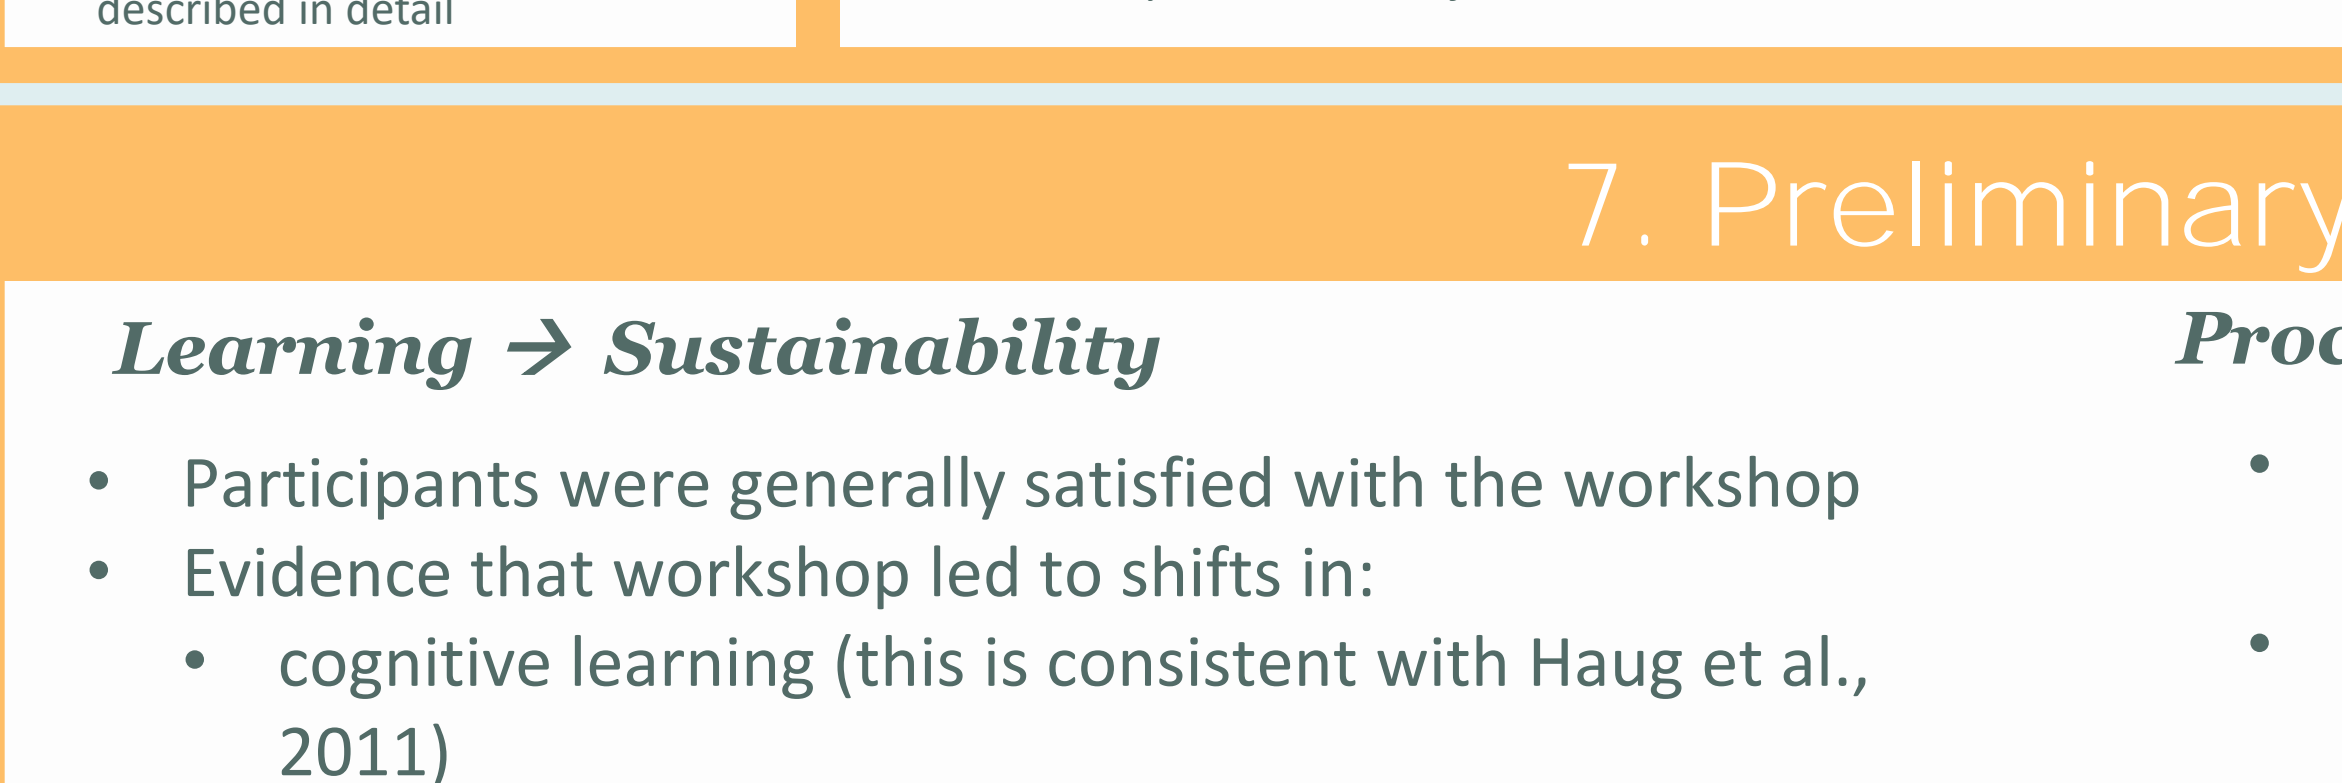 described in detail
7. Preliminary
Learning → Sustainability
• Participants were generally satisfied with the workshop
• Evidence that workshop led to shifts in:
• cognitive learning (this is consistent with Haug et al.,
2011)
Proc
•
•